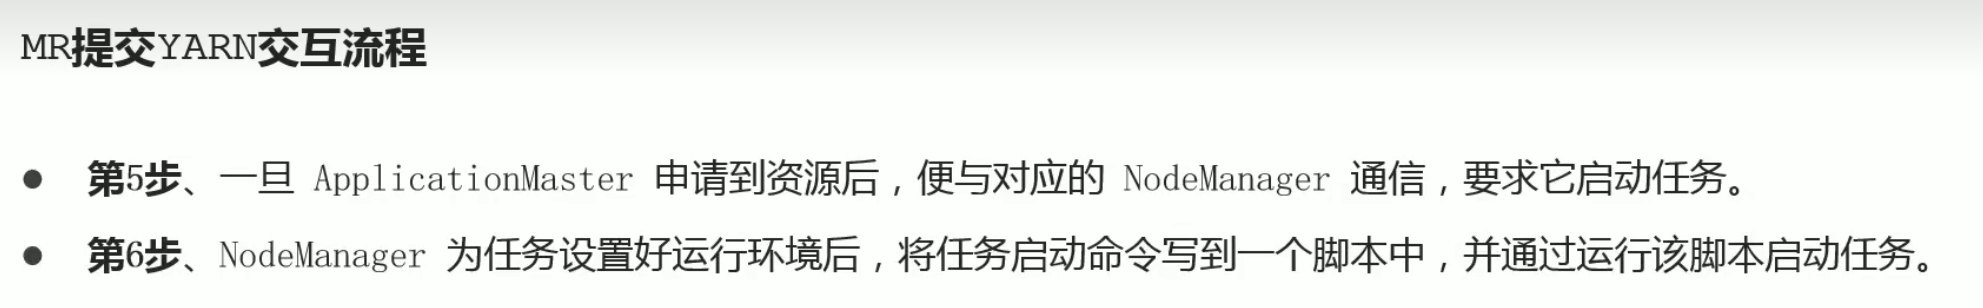 MR提交YARN交互流程
● 第5步、一旦 ApplicationMaster 申请到资源后，便与对应的 NodeManager 通信，要求它启动任务。
● 第6步、NodeManager 为任务设置好运行环境后，将任务启动命令写到一个脚本中，并通过运行该脚本启动任务。